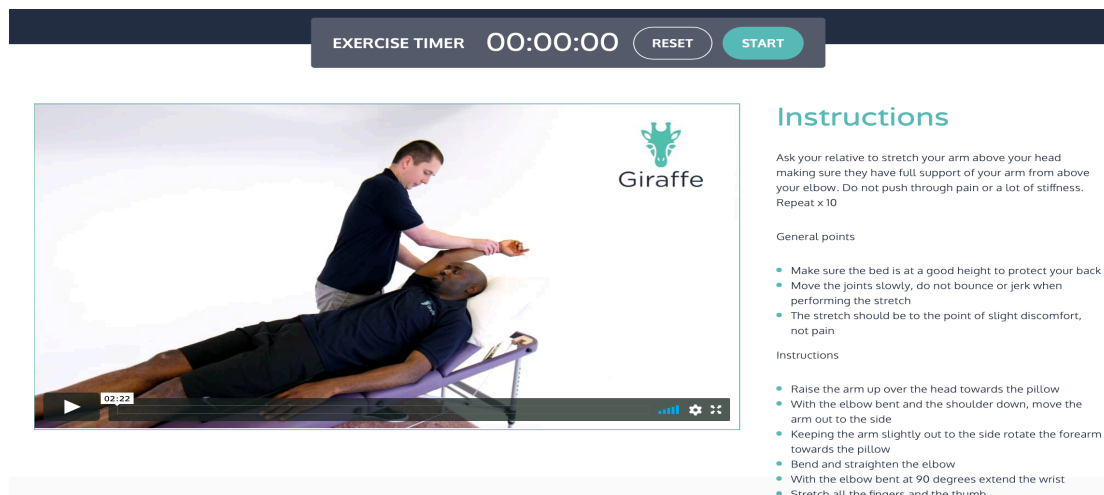 EXERCISE TIMER 00:00:00 RESET START
Giraffe
02:22
Instructions
Ask your relative to stretch your arm above your head
making sure they have full support of your arm from above
your elbow. Do not push through pain or a lot of stiffness.
Repeat x 10
General points
Make sure the bed is at a good height to protect your back
Move the joints slowly, do not bounce or jerk when
performing the stretch
The stretch should be to the point of slight discomfort,
not pain
Instructions
Raise the arm up over the head towards the pillow
With the elbow bent and the shoulder down, move the
arm out to the side
Keeping the arm slightly out to the side rotate the forearm
towards the pillow
Bend and straighten the elbow
With the elbow bent at 90 degrees extend the wrist
Stretch all the fingers and the thumb